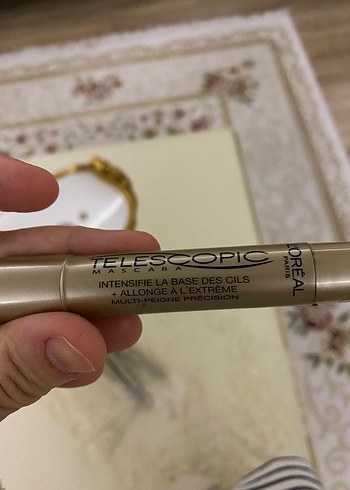 TELESCOPIC
MASCARA
INTENSIFIE LA BASE DES CILS
+ ALLONGE À L'EXTRÊME
MULTI-PEIGNE PRÉCISION
L'ORÉAL
PARIS